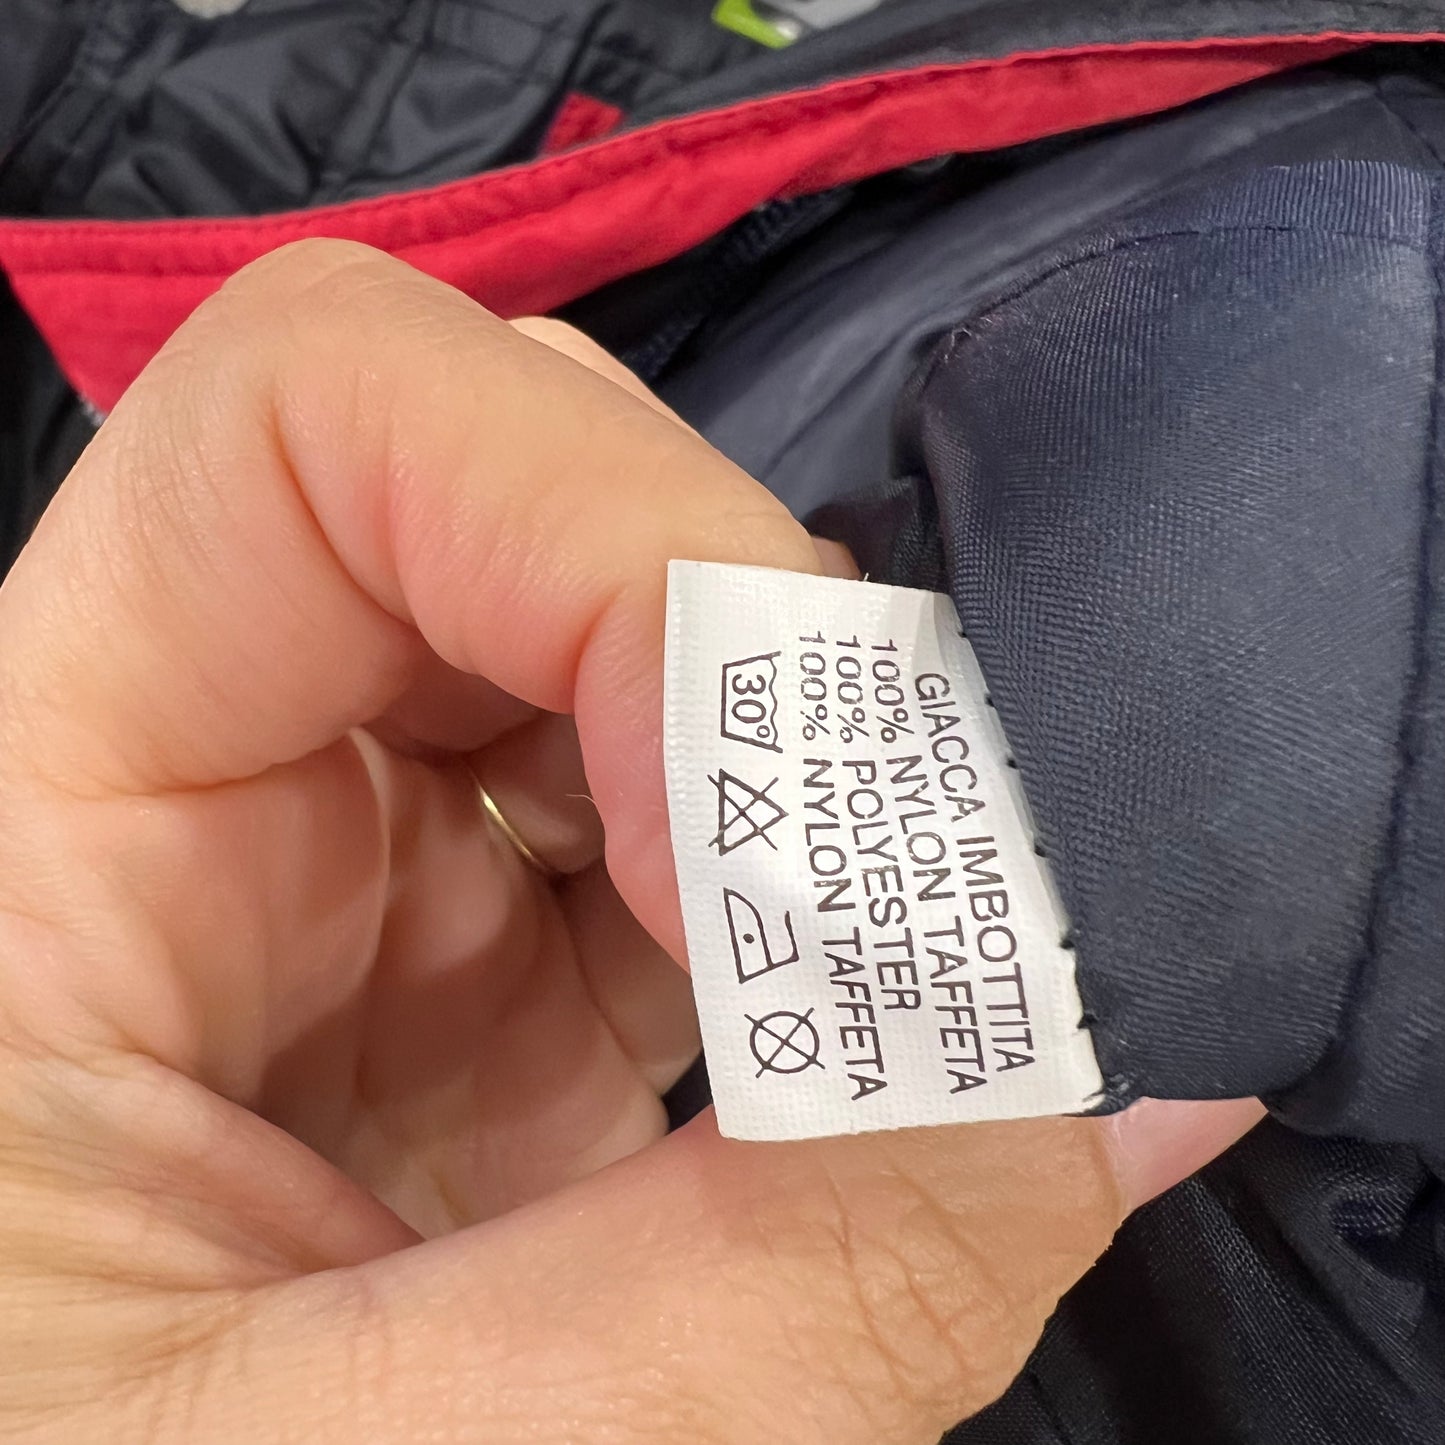 GIACCA IMBOTTITA
100% NYLON TAFFETA
100% POLYESTER
100% NYLON TAFFETA
30°